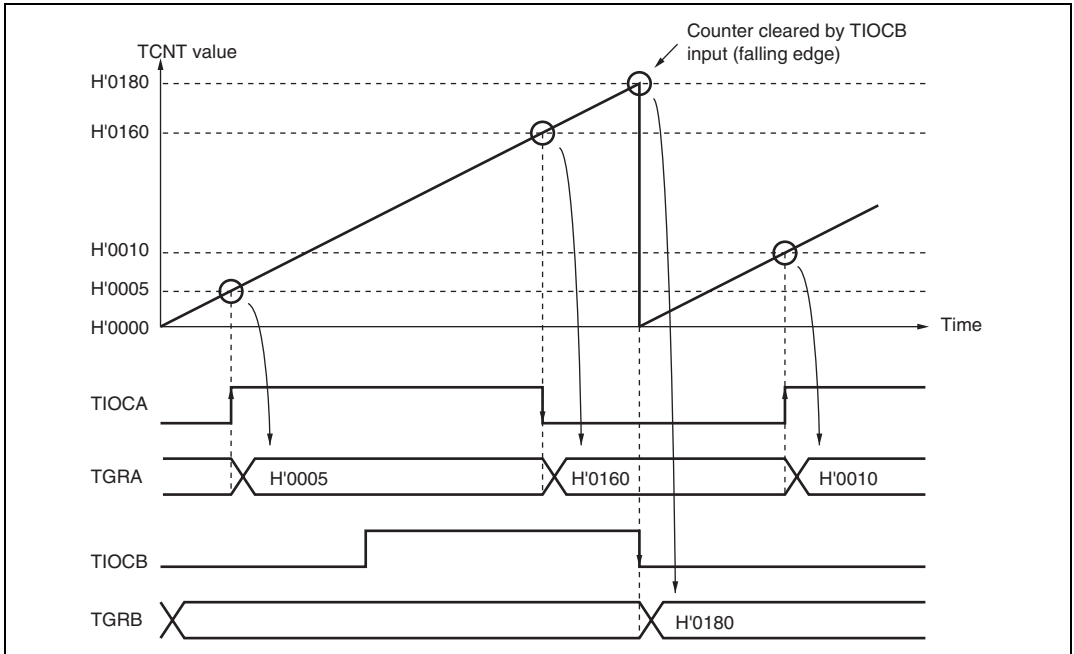 Counter cleared by TIOCB
input (falling edge)
TCNT value
H'0180
H'0160
H'0010
H'0005
H'0000
Time
TIOCA
TGRA
H'0005
H'0160
H'0010
TIOCB
TGRB
H'0180